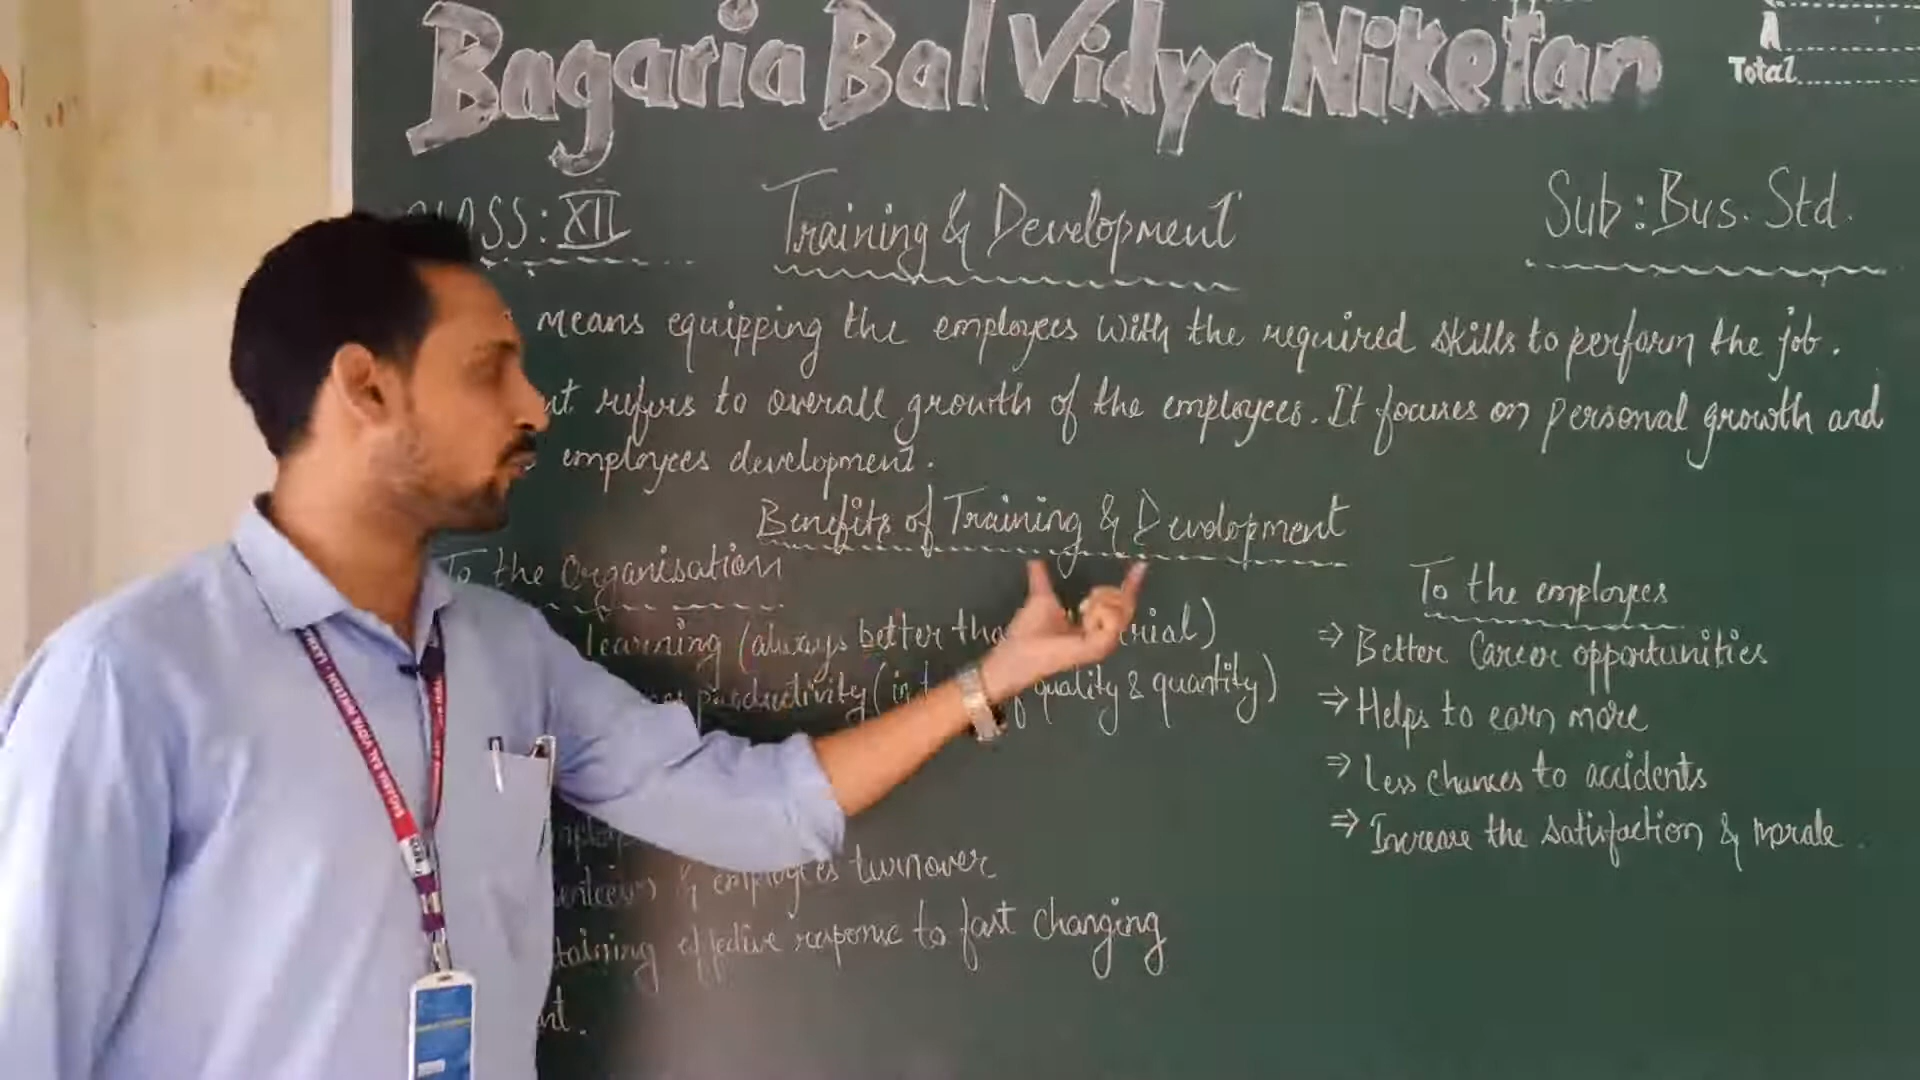 Bagaria Bal Vidya Niketan
A
Total
CLASS: XII
Training & Development
Sub: Bus. Std.
means equipping the employees with the required skills to perform the job.
refers to overall growth of the employees. It focuses on personal growth and
employees development.
Benefits of Training & Development
To the Organisation
learning (always better
productivity ( quality & quantity)
& employees turnover
effective response to fast changing
To the employees
⇒ Better Career opportunities
⇒ Helps to earn more
⇒ Less chances to accidents
⇒ Increase the satisfaction & morale.
BAGARIA BAL VIDYA NIKETAN